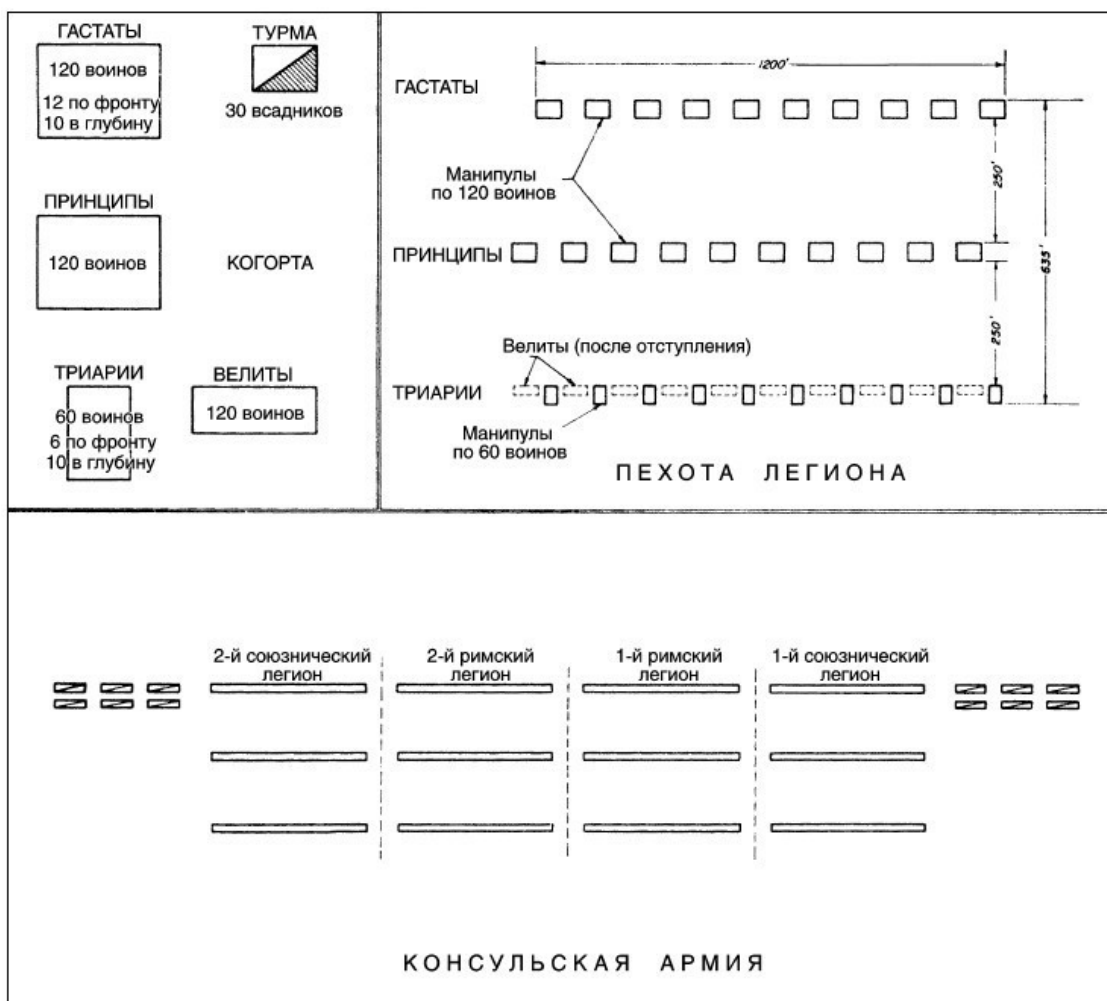 ГАСТАТЫ
120 воинов
12 по фронту
10 в глубину
ТУРМА
30 всадников
ПРИНЦИПЫ
120 воинов
КОГОРТА
ТРИАРИИ
60 воинов
6 по фронту
10 в глубину
ВЕЛИТЫ
120 воинов
1200'
ГАСТАТЫ
Манипулы
по 120 воинов
250'
ПРИНЦИПЫ
635'
250'
Велиты (после отступления)
ТРИАРИИ
Манипулы
по 60 воинов
ПЕХОТА ЛЕГИОНА
2-й союзнический
легион
2-й римский
легион
1-й римский
легион
1-й союзнический
легион
КОНСУЛЬСКАЯ АРМИЯ